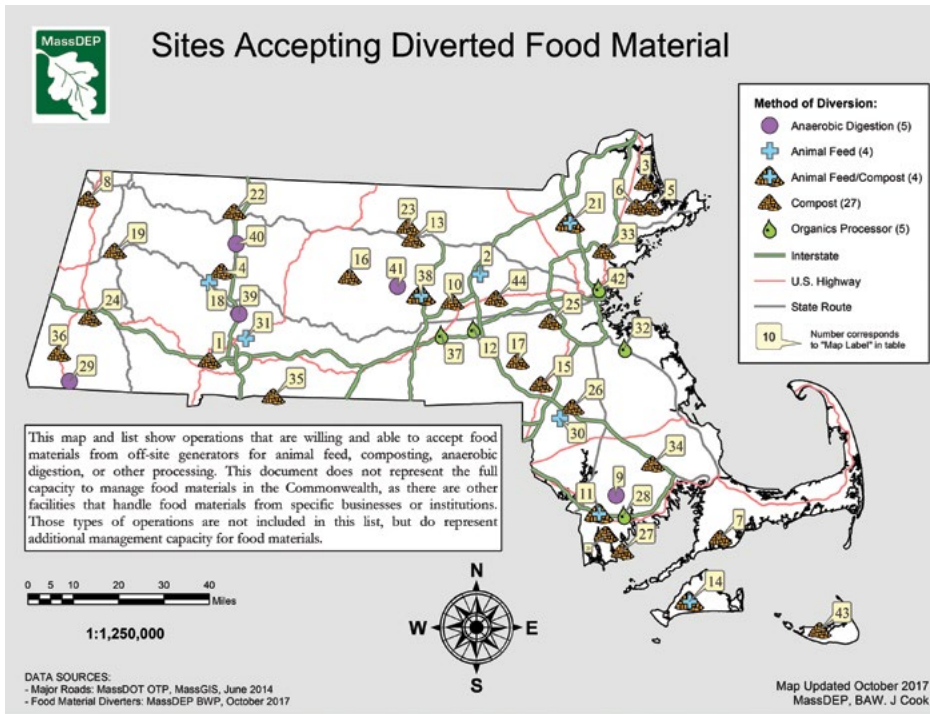 MassDEP
Sites Accepting Diverted Food Material
Method of Diversion:
Anaerobic Digestion (5)
Animal Feed (4)
Animal Feed/Compost (4)
Compost (27)
Organics Processor (5)
Interstate
U.S. Highway
State Route
10
Number corresponds
to "Map Label" in table
8
3
22
6
5
23
21
13
40
19
2
33
16
4
41
38
10
44
42
18
39
24
25
31
32
36
1
37
12
17
29
15
35
26
30
34
9
11
28
27
7
14
43
This map and list show operations that are willing and able to accept food
materials from off-site generators for animal feed, composting, anaerobic
digestion, or other processing. This document does not represent the full
capacity to manage food materials in the Commonwealth, as there are other
facilities that handle food materials from specific businesses or institutions.
Those types of operations are not included in this list, but do represent
additional management capacity for food materials.
0 5 10 20 30 40
Miles
1:1,250,000
N
W
E
S
DATA SOURCES:
- Major Roads: MassDOT OTP, MassGIS, June 2014
- Food Material Diverters: MassDEP BWP, October 2017
Map Updated October 2017
MassDEP, BAW. J Cook